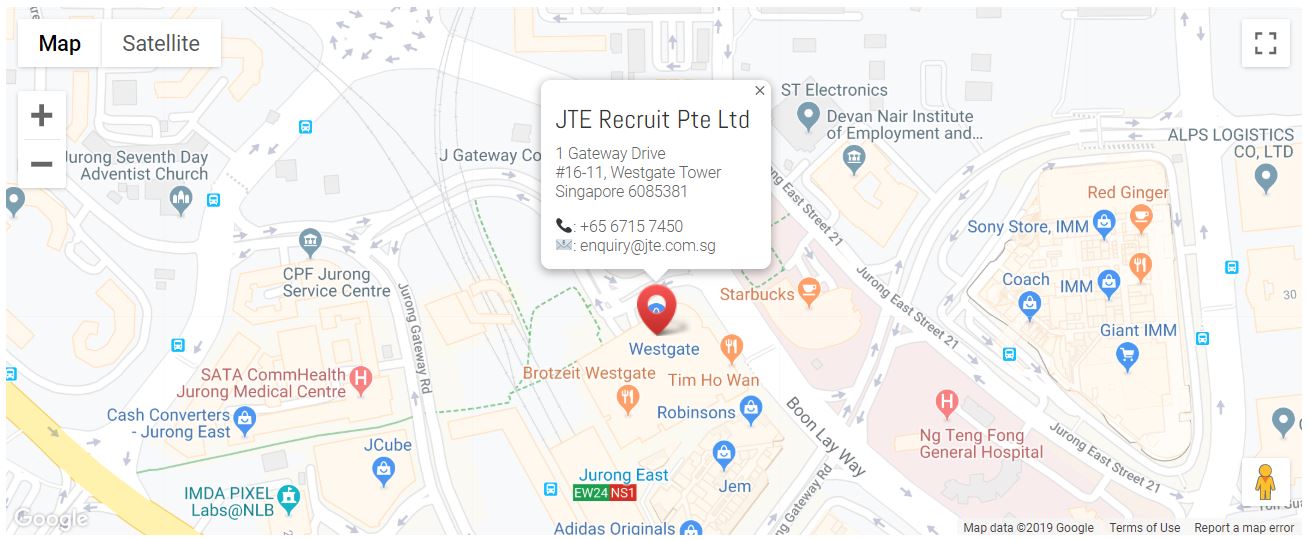 Map
Satellite
JTE Recruit Pte Ltd
1 Gateway Drive
#16-11, Westgate Tower
Singapore 6085381
: +65 6715 7450
: enquiry@jte.com.sg
ST Electronics
Devan Nair Institute
of Employment and...
ALPS LOGISTICS
CO, LTD
Jurong Seventh Day
Adventist Church
J Gateway Co
Red Ginger
Sony Store, IMM
Jurong East Street 21
CPF Jurong
Service Centre
Coach
IMM
Starbucks
30
Jurong East Street 21
Jurong Gateway Rd
Giant IMM
Westgate
Brotzeit Westgate
Tim Ho Wan
SATA CommHealth
Jurong Medical Centre
Cash Converters
- Jurong East
Robinsons
Boon Lay Way
JCube
Ng Teng Fong
General Hospital
Jurong East Street 21
Jurong East
EW24 NS1
Jem
IMDA PIXEL
Labs@NLB
Gateway Rd
Adidas Originals
Google
Map data ©2019 Google
Terms of Use
Report a map error